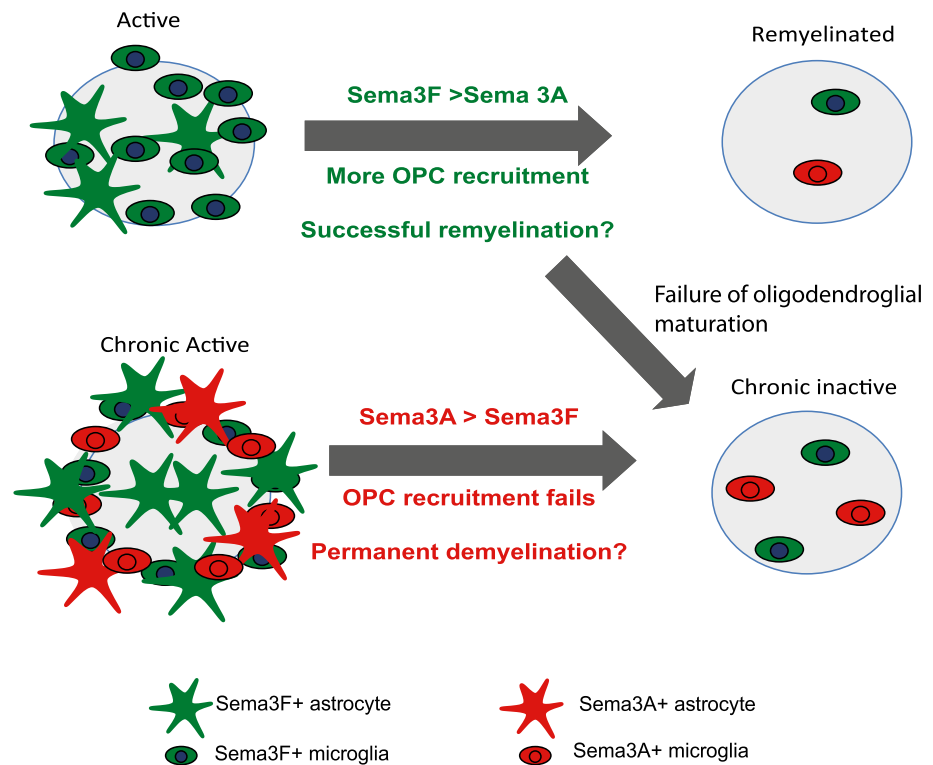 Active
Remyelinated
Sema3F >Sema 3A
More OPC recruitment
Successful remyelination?
Failure of oligodendroglial
maturation
Chronic Active
Chronic inactive
Sema3A > Sema3F
OPC recruitment fails
Permanent demyelination?
Sema3F+ astrocyte
Sema3A+ astrocyte
Sema3F+ microglia
Sema3A+ microglia